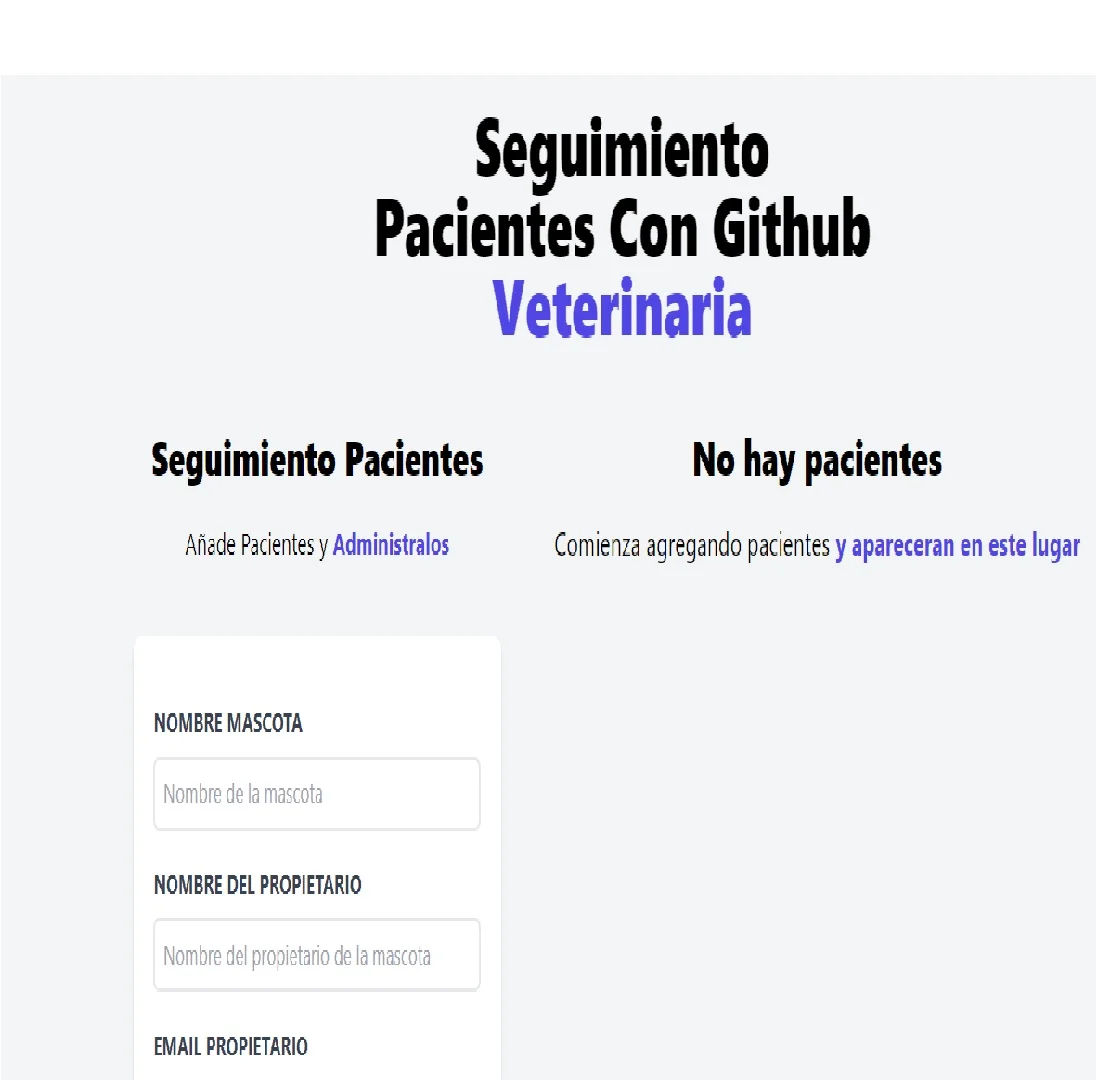 Seguimiento
Pacientes Con Github
Veterinaria
Seguimiento Pacientes
Añade Pacientes y Administralos
NOMBRE MASCOTA
Nombre de la mascota
NOMBRE DEL PROPIETARIO
Nombre del propietario de la mascota
EMAIL PROPIETARIO
No hay pacientes
Comienza agregando pacientes y apareceran en este lugar